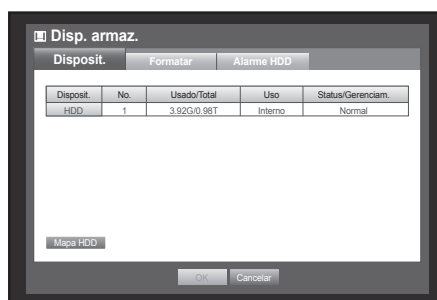 Disp. armaz.
Disposit. Formatar Alarme HDD
Disposit. No. Usado/Total Uso Status/Gerenciam.
HDD 1 3.92G/0.98T Interno Normal
Mapa HDD
OK Cancelar